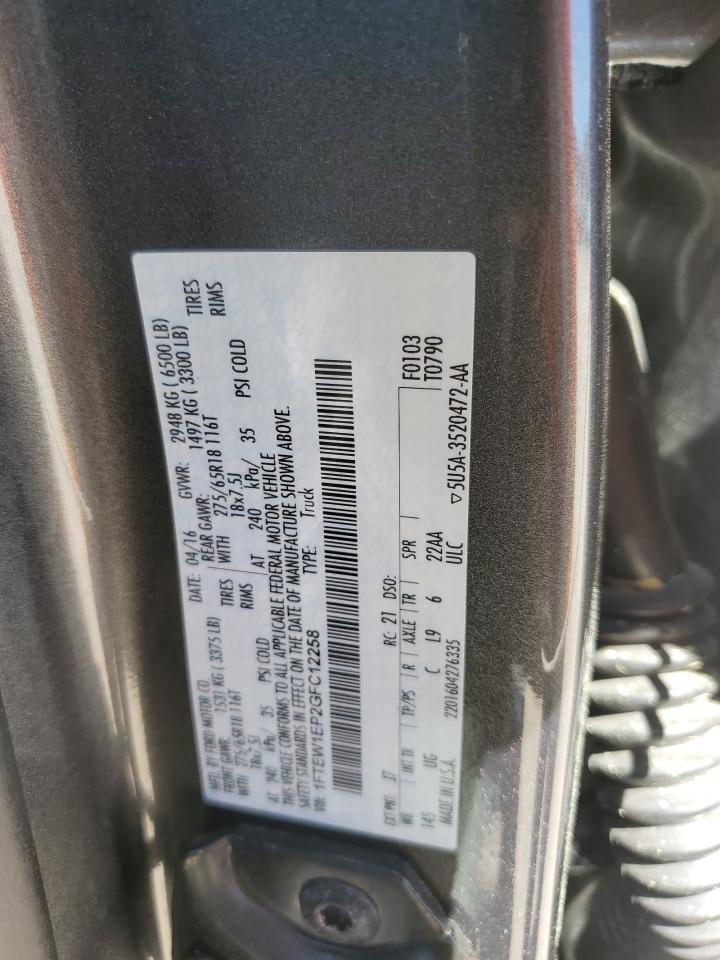 MFD. BY FORD MOTOR CO. DATE: 04/16 GVWR: 2948 KG ( 6500 LB)
FRONT GAWR: 1531 KG ( 3375 LB) REAR GAWR: 1497 KG ( 3300 LB)
WITH 275/65R18 116T TIRES WITH 275/65R18 116T TIRES
18x7.5J RIMS 18x7.5J RIMS
AT 240 kPa/ 35 PSI COLD AT 240 kPa/ 35 PSI COLD
THIS VEHICLE CONFORMS TO ALL APPLICABLE FEDERAL MOTOR VEHICLE
SAFETY STANDARDS IN EFFECT ON THE DATE OF MANUFACTURE SHOWN ABOVE.
VIN: 1FTEW1EP2GFC12258 TYPE: Truck
EXT PNT: J7 RC: 21 DSO: F0103
WB INT TR TP/PS R AXLE TR SPR T0790
145 UG C L9 6 22AA
MADE IN U.S.A. 2201604276335 ULC ▽5U5A-3520472-AA